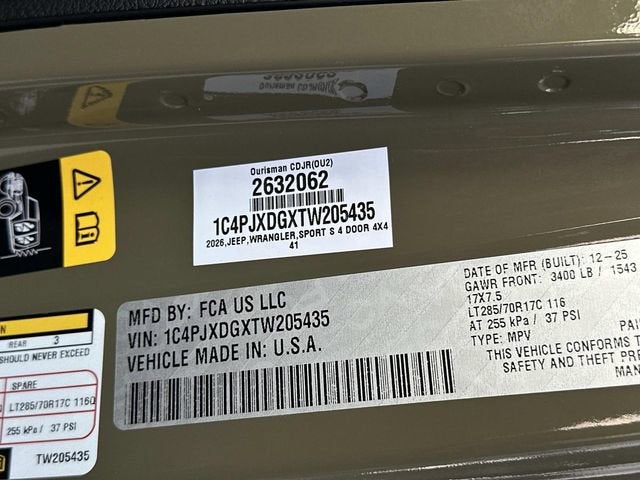 Ourisman CDJR(OU2)
2632062
1C4PJXDGXTW205435
2026,JEEP,WRANGLER,SPORT S 4 DOOR 4X4
41
MFD BY: FCA US LLC
VIN: 1C4PJXDGXTW205435
VEHICLE MADE IN: U.S.A.
DATE OF MFR (BUILT): 12-25
GAWR FRONT: 3400 LB / 1543
17X7.5
LT285/70R17C 116
AT 255 kPa / 37 PSI
TYPE: MPV
THIS VEHICLE CONFORMS
SAFETY AND THEFT
REAR 3
SHOULD NEVER EXCEED
SPARE
LT285/70R17C 116Q
255 kPa / 37 PSI
TW205435